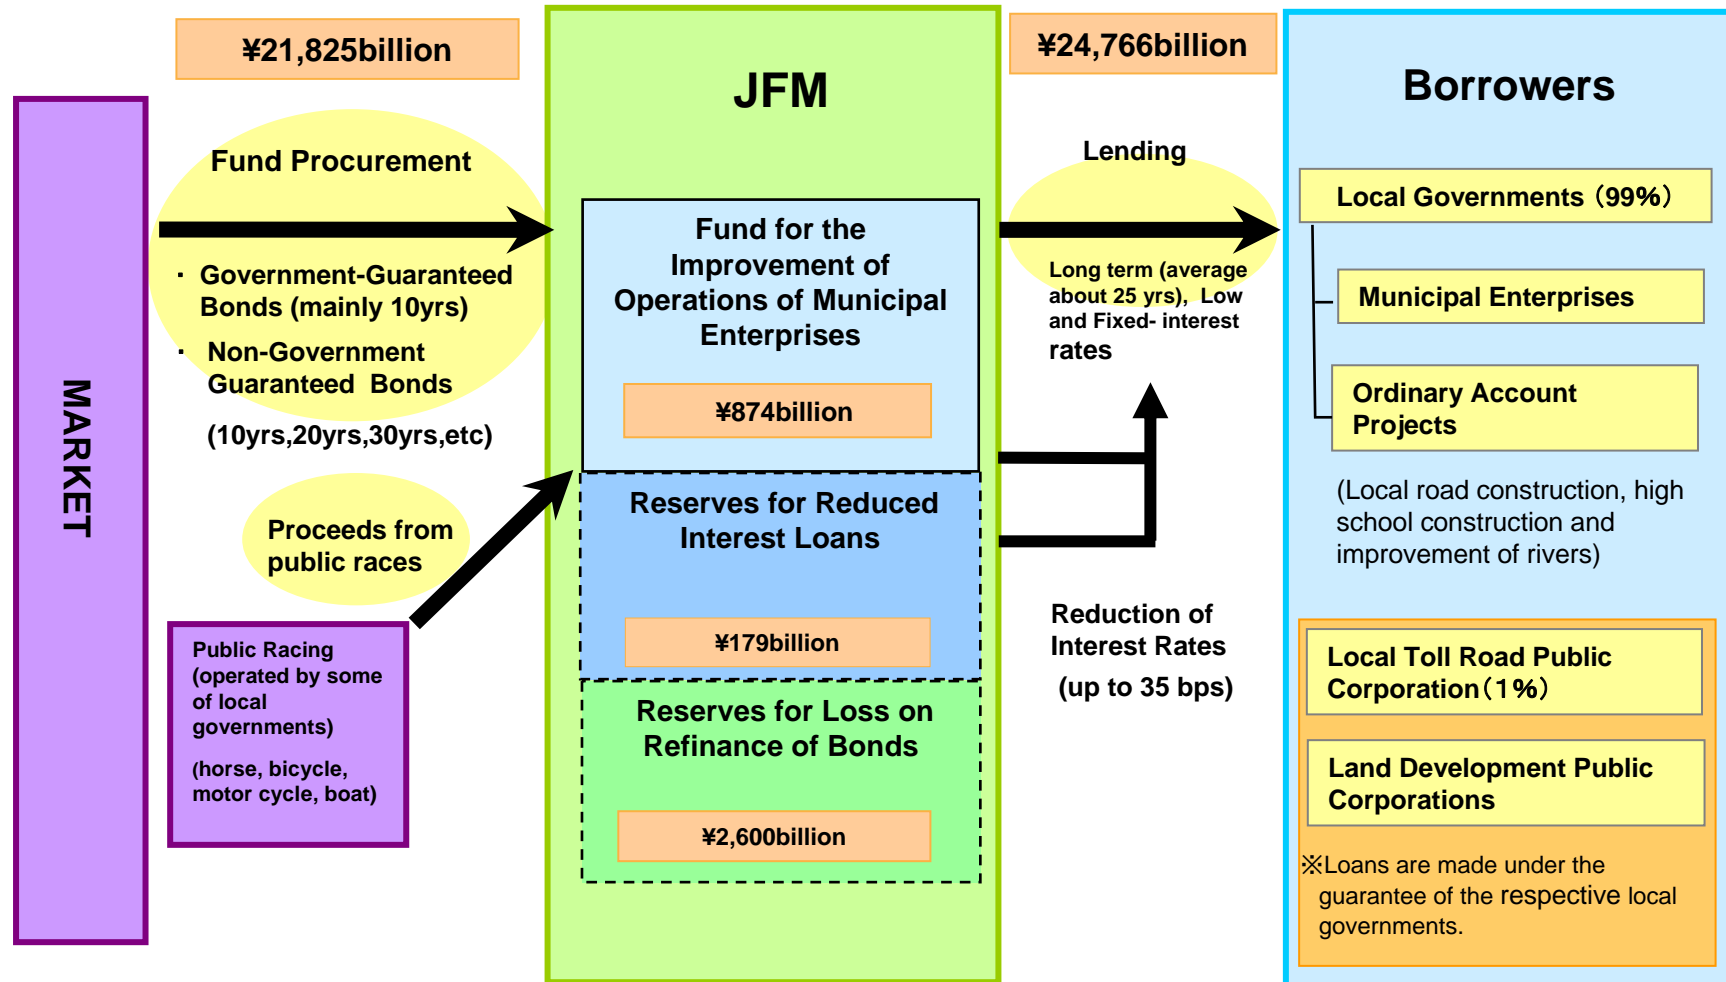 ¥21,825billion
MARKET
Fund Procurement
· Government-Guaranteed
Bonds (mainly 10yrs)
· Non-Government
Guaranteed Bonds
(10yrs,20yrs,30yrs,etc)
Proceeds from
public races
Public Racing
(operated by some
of local
governments)
(horse, bicycle,
motor cycle, boat)
JFM
Fund for the
Improvement of
Operations of Municipal
Enterprises
¥874billion
Reserves for Reduced
Interest Loans
¥179billion
Reserves for Loss on
Refinance of Bonds
¥2,600billion
¥24,766billion
Lending
Long term (average
about 25 yrs), Low
and Fixed- interest
rates
Reduction of
Interest Rates
(up to 35 bps)
Borrowers
Local Governments（99%）
Municipal Enterprises
Ordinary Account
Projects
(Local road construction, high
school construction and
improvement of rivers)
Local Toll Road Public
Corporation（1%）
Land Development Public
Corporations
※Loans are made under the
guarantee of the respective local
governments.